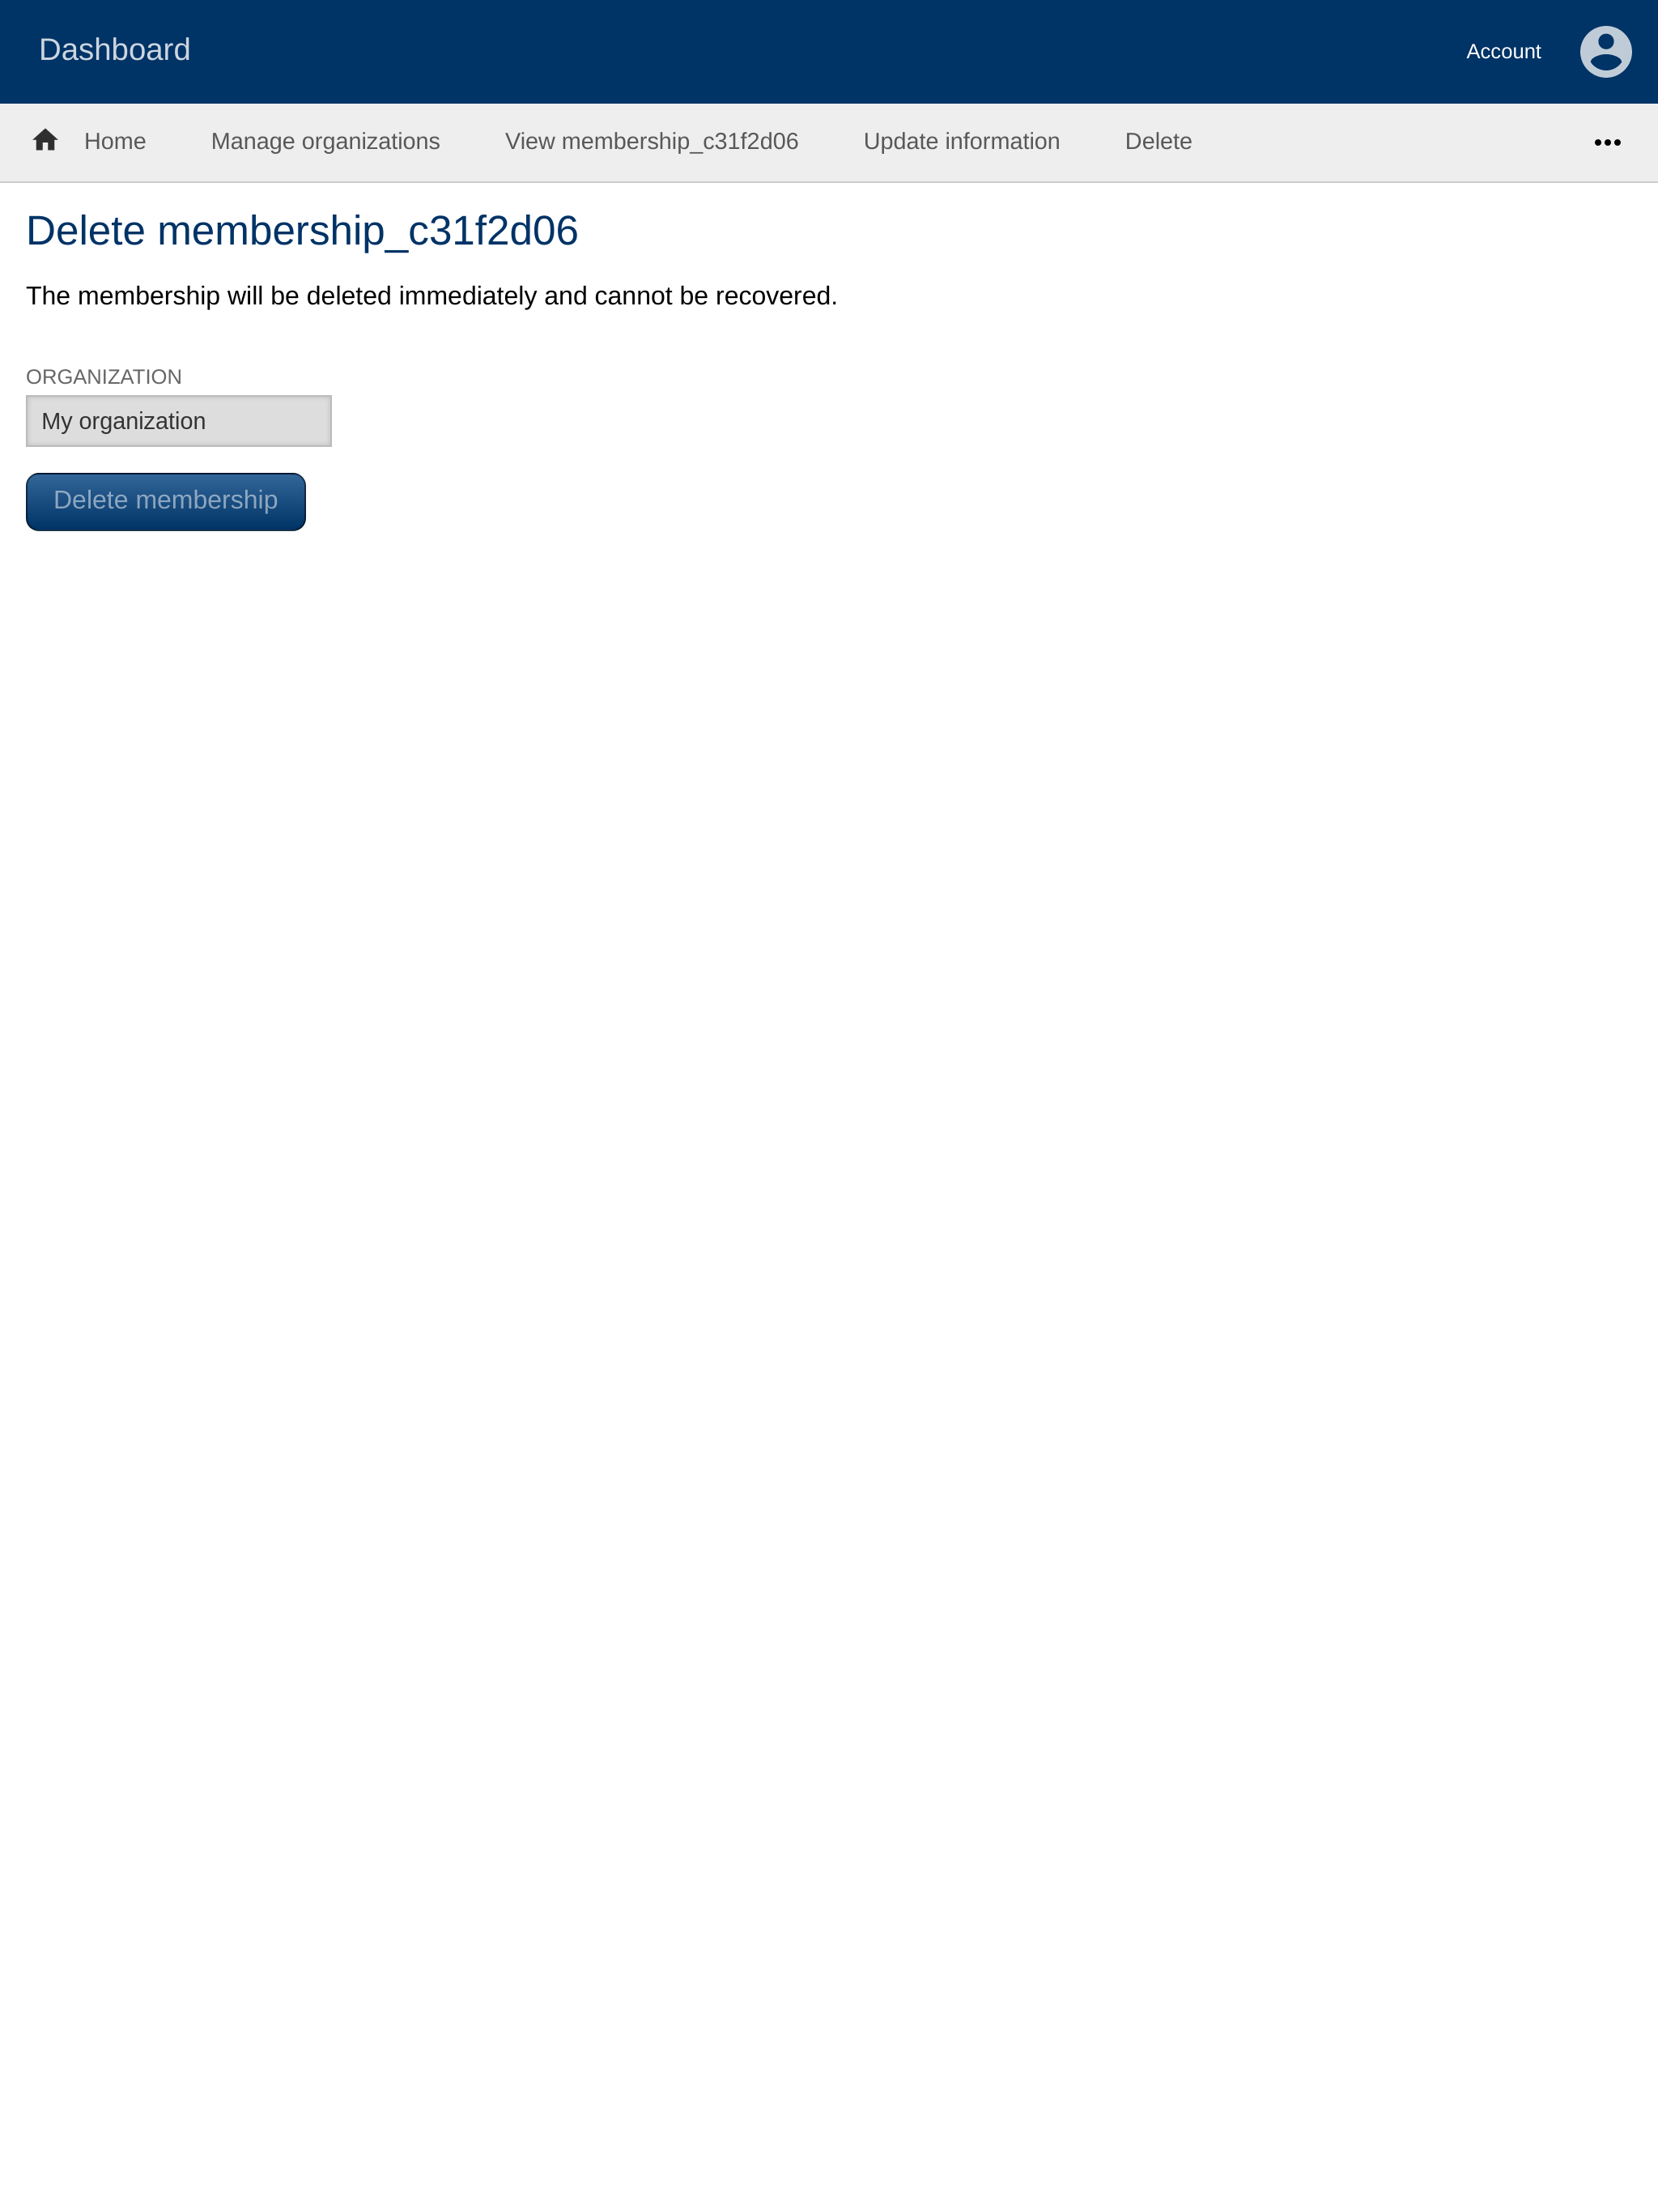 Dashboard
Account
Home
Manage organizations
View membership_c31f2d06
Update information
Delete
Delete membership_c31f2d06
The membership will be deleted immediately and cannot be recovered.
ORGANIZATION
My organization
Delete membership